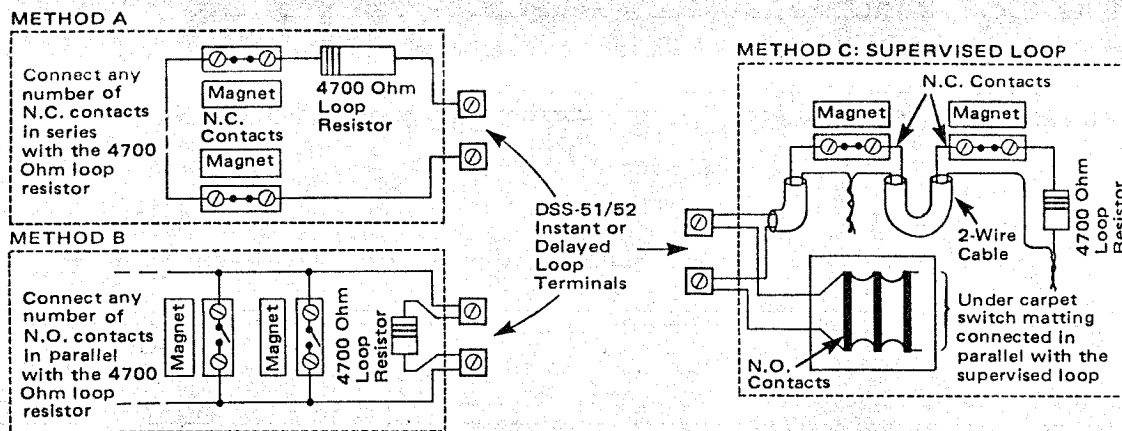 METHOD A
Connect any
number of
N.C. contacts
in series
with the 4700
Ohm loop
resistor
Magnet
N.C.
Contacts
Magnet
4700 Ohm
Loop
Resistor
METHOD B
Connect any
number of
N.O. contacts
in parallel
with the 4700
Ohm loop
resistor
Magnet
Magnet
4700 Ohm
Loop
Resistor
DSS-51/52
Instant or
Delayed
Loop
Terminals
METHOD C: SUPERVISED LOOP
N.C. Contacts
Magnet
Magnet
4700 Ohm
Loop
Resistor
2-Wire
Cable
N.O.
Contacts
Under carpet
switch matting
connected in
parallel with the
supervised loop